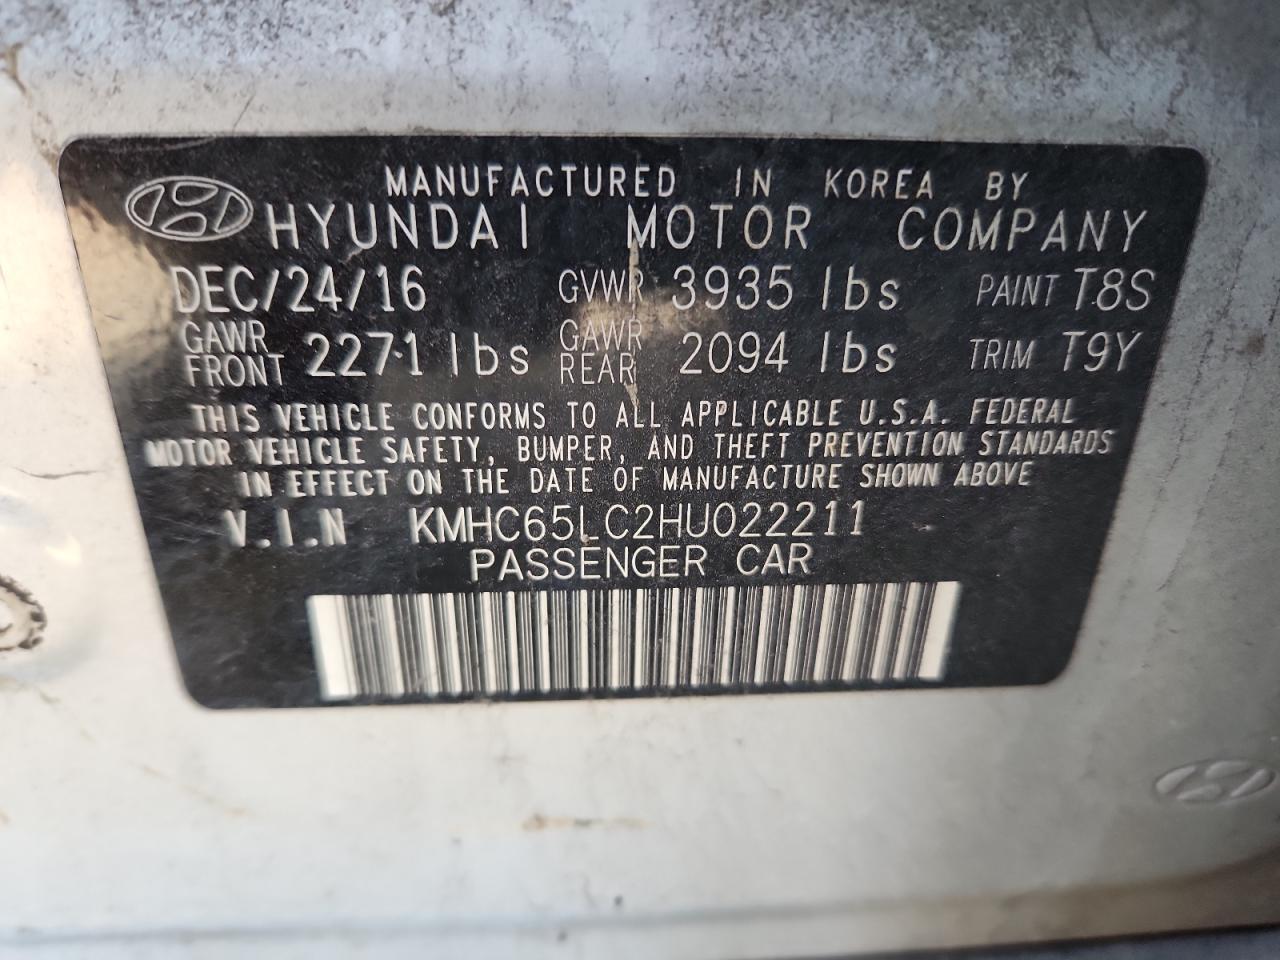 MANUFACTURED IN KOREA BY
HYUNDAI MOTOR COMPANY
DEC/24/16 GVWR 3935 lbs PAINT T8S
GAWR FRONT 2271 lbs GAWR REAR 2094 lbs TRIM T9Y
THIS VEHICLE CONFORMS TO ALL APPLICABLE U.S.A. FEDERAL
MOTOR VEHICLE SAFETY, BUMPER, AND THEFT PREVENTION STANDARDS
IN EFFECT ON THE DATE OF MANUFACTURE SHOWN ABOVE
V.I.N KMHC65LC2HU022211
PASSENGER CAR